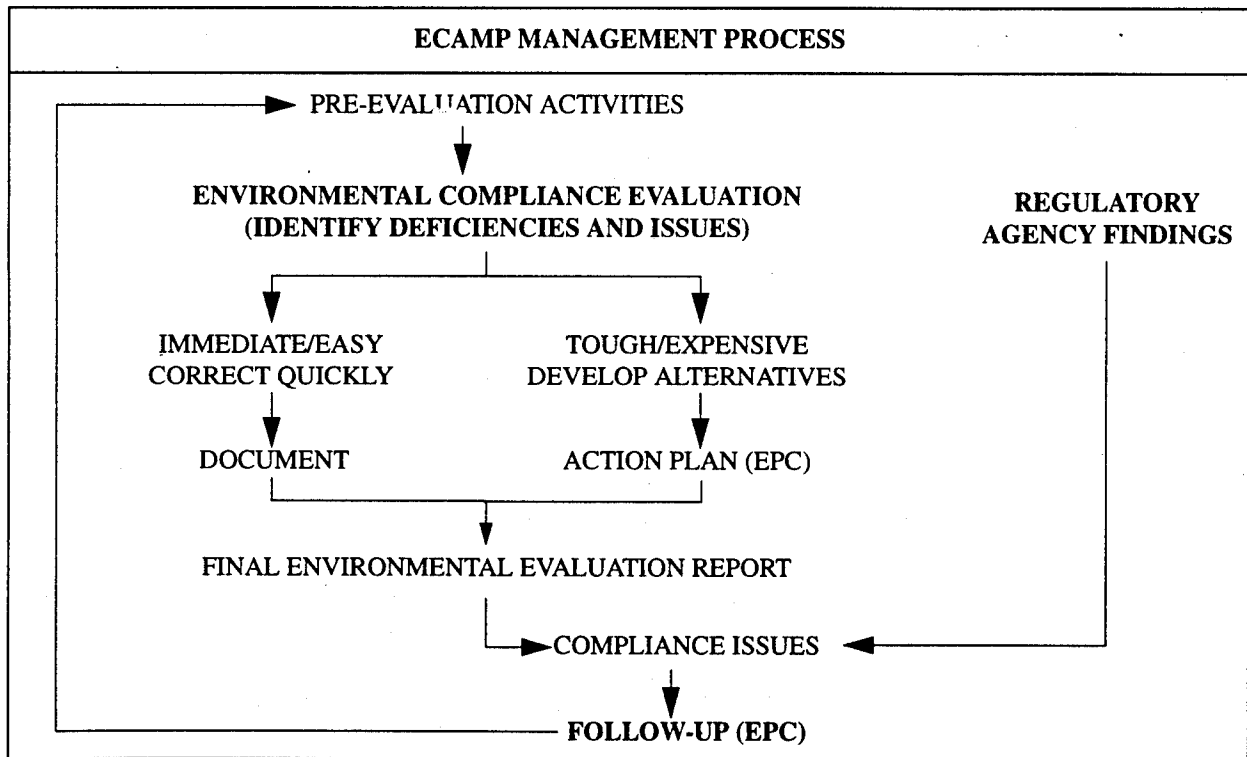 ECAMP MANAGEMENT PROCESS
PRE-EVALUATION ACTIVITIES
ENVIRONMENTAL COMPLIANCE EVALUATION
(IDENTIFY DEFICIENCIES AND ISSUES)
REGULATORY
AGENCY FINDINGS
IMMEDIATE/EASY
CORRECT QUICKLY
TOUGH/EXPENSIVE
DEVELOP ALTERNATIVES
DOCUMENT
ACTION PLAN (EPC)
FINAL ENVIRONMENTAL EVALUATION REPORT
COMPLIANCE ISSUES
FOLLOW-UP (EPC)